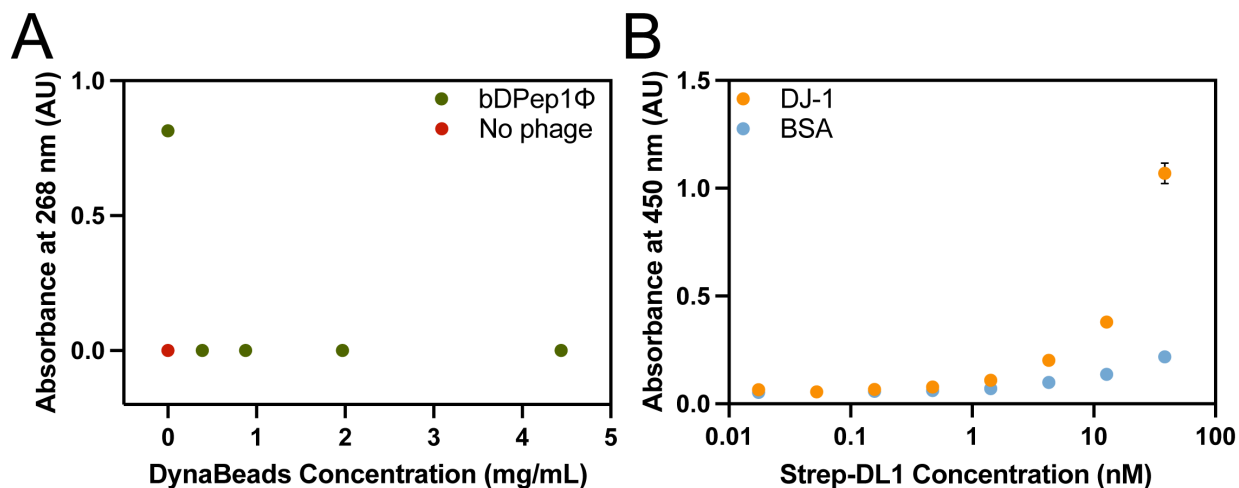 A
Absorbance at 268 nm (AU)
1.0
0.5
0.0
bDPep1Φ
No phage
0
1
2
3
4
5
DynaBeads Concentration (mg/mL)
B
Absorbance at 450 nm (AU)
1.5
1.0
0.5
0.0
DJ-1
BSA
0.01
0.1
1
10
100
Strep-DL1 Concentration (nM)